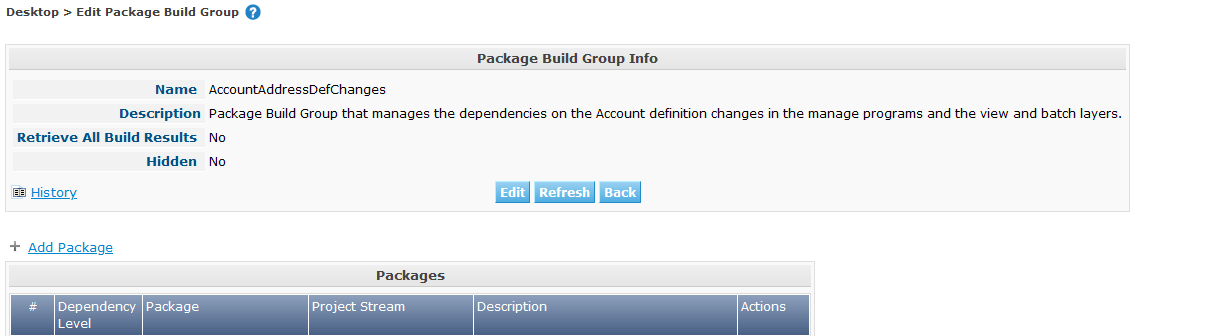 Desktop > Edit Package Build Group ?
Package Build Group Info
Name AccountAddressDefChanges
Description Package Build Group that manages the dependencies on the Account definition changes in the manage programs and the view and batch layers.
Retrieve All Build Results No
Hidden No
History Edit Refresh Back
+ Add Package
Packages
# Dependency Level Package Project Stream Description Actions